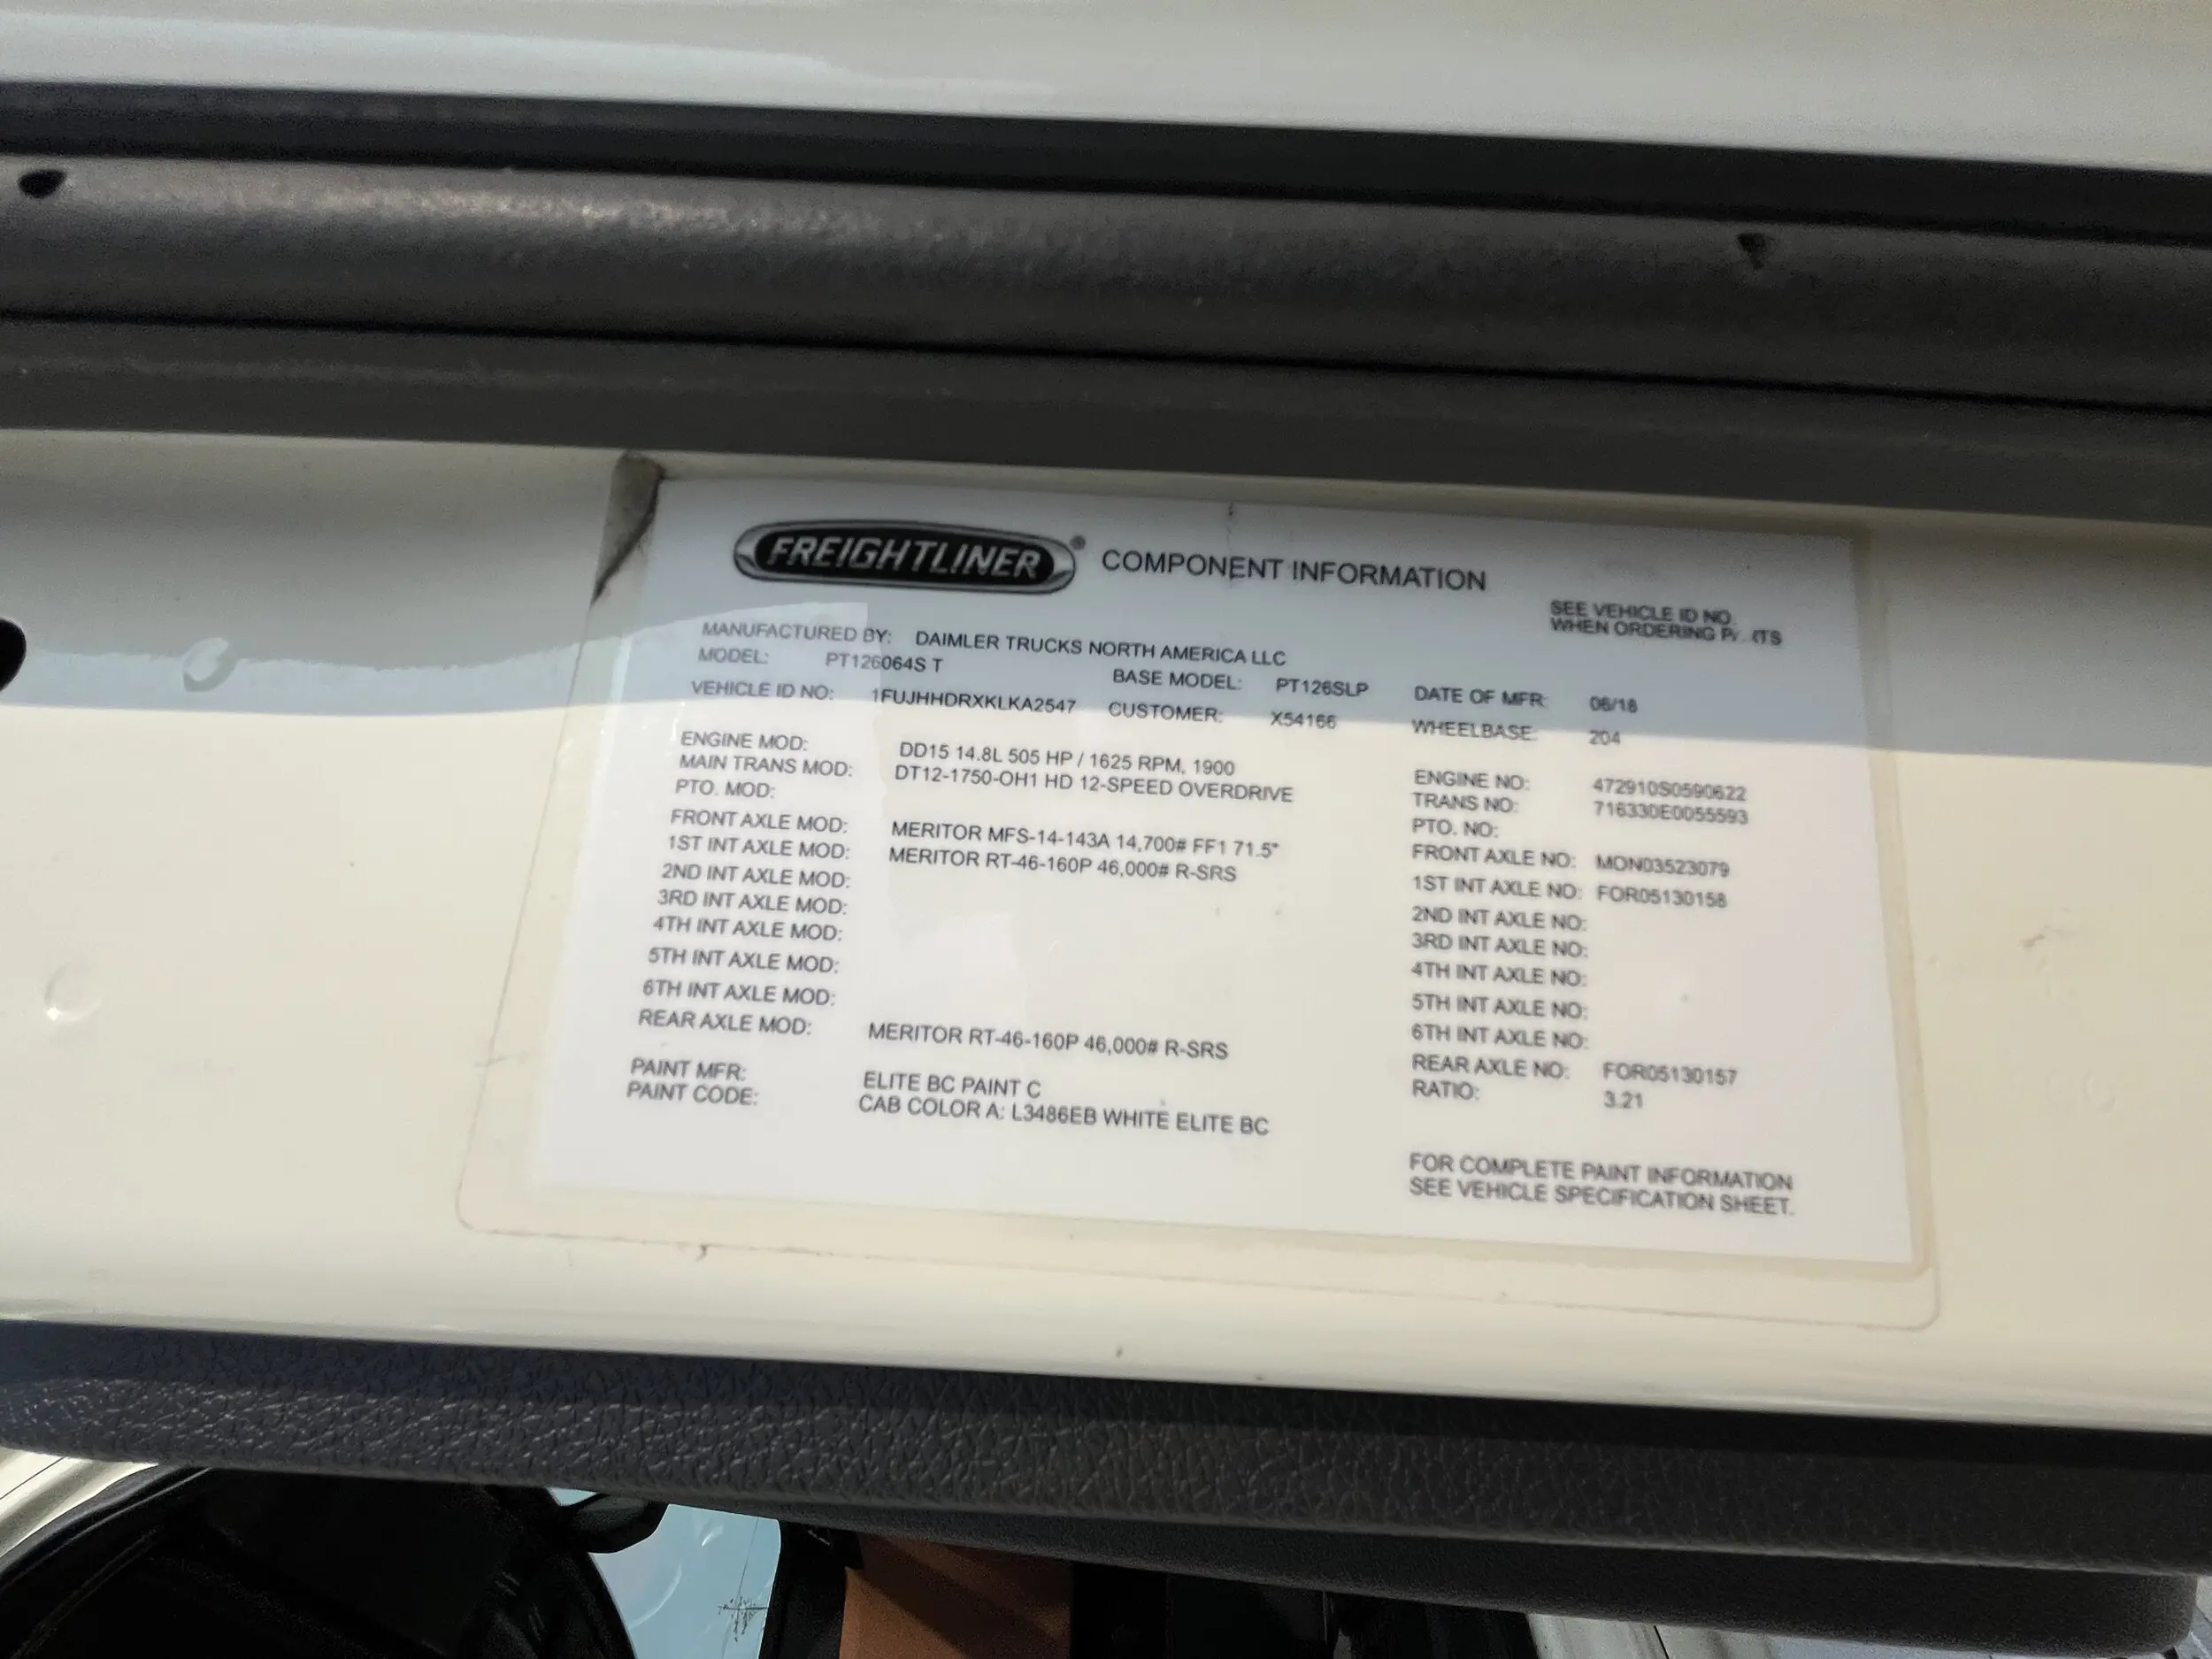 FREIGHTLINER® COMPONENT INFORMATION
SEE VEHICLE ID NO.
WHEN ORDERING
MANUFACTURED BY: DAIMLER TRUCKS NORTH AMERICA LLC
MODEL: PT126064S T BASE MODEL: PT126SLP DATE OF MFR: 06/18
VEHICLE ID NO: 1FUJHHDRXKLKA2547 CUSTOMER: X54166 WHEELBASE: 204
ENGINE MOD: DD15 14.8L 505 HP / 1625 RPM, 1900 ENGINE NO: 472910S0590622
MAIN TRANS MOD: DT12-1750-OH1 HD 12-SPEED OVERDRIVE TRANS NO: 716330E0055593
PTO. MOD: PTO. NO:
FRONT AXLE MOD: MERITOR MFS-14-143A 14,700# FF1 71.5" FRONT AXLE NO: MON03523079
1ST INT AXLE MOD: MERITOR RT-46-160P 46,000# R-SRS 1ST INT AXLE NO: FOR05130158
2ND INT AXLE MOD: 2ND INT AXLE NO:
3RD INT AXLE MOD: 3RD INT AXLE NO:
4TH INT AXLE MOD: 4TH INT AXLE NO:
5TH INT AXLE MOD: 5TH INT AXLE NO:
6TH INT AXLE MOD: 6TH INT AXLE NO:
REAR AXLE MOD: MERITOR RT-46-160P 46,000# R-SRS REAR AXLE NO: FOR05130157
RATIO: 3.21
PAINT MFR: ELITE BC PAINT C
PAINT CODE: CAB COLOR A: L3486EB WHITE ELITE BC
FOR COMPLETE PAINT INFORMATION
SEE VEHICLE SPECIFICATION SHEET.